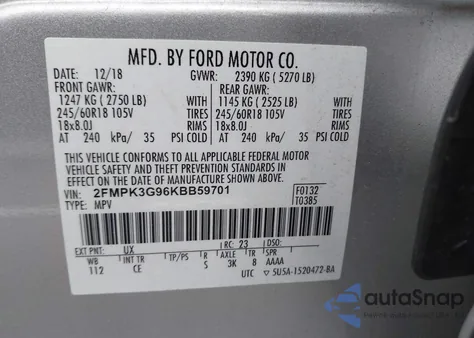 MFD. BY FORD MOTOR CO.
DATE: 12/18 GVWR: 2390 KG ( 5270 LB)
FRONT GAWR: REAR GAWR:
1247 KG ( 2750 LB) 1145 KG ( 2525 LB)
245/60R18 105V TIRES 245/60R18 105V TIRES
18x8.0J RIMS 18x8.0J RIMS
AT 240 kPa/ 35 PSI COLD AT 240 kPa/ 35 PSI COLD
THIS VEHICLE CONFORMS TO ALL APPLICABLE FEDERAL MOTOR
VEHICLE SAFETY AND THEFT PREVENTION STANDARDS IN
EFFECT ON THE DATE OF MANUFACTURE SHOWN ABOVE.
VIN: 2FMPK3G96KBB59701 F0132
TYPE: MPV T0385
EXT PNT: UX RC: 23 DSO:
WB INT TR TP/PS R AXLE TR SPR
112 CE S 3K 8 AAAA
UTC 5U5A-1520472-BA
autoSnap